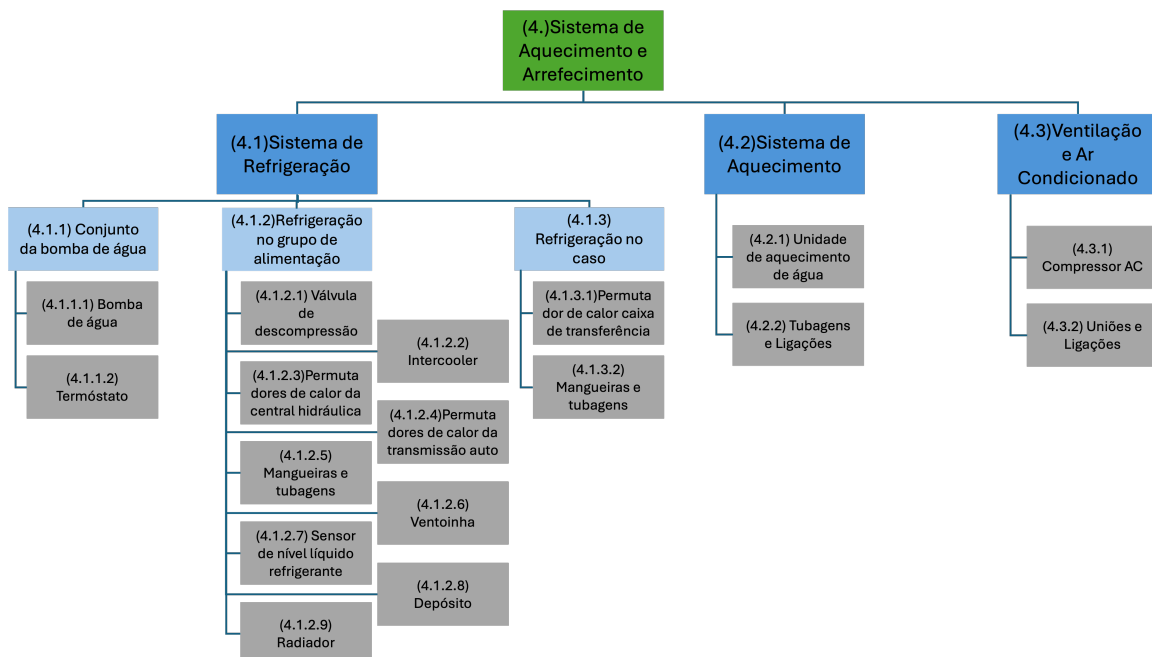 (4.)Sistema de
Aquecimento e
Arrefecimento
(4.1)Sistema de
Refrigeração
(4.2)Sistema de
Aquecimento
(4.3)Ventilação
e Ar
Condicionado
(4.1.1) Conjunto
da bomba de água
(4.1.1.1) Bomba
de água
(4.1.1.2)
Termóstato
(4.1.2)Refrigeração
no grupo de
alimentação
(4.1.2.1) Válvula
de
descompressão
(4.1.2.2)
Intercooler
(4.1.2.3)Permuta
dores de calor da
central hidráulica
(4.1.2.4)Permuta
dores de calor da
transmissão auto
(4.1.2.5)
Mangueiras e
tubagens
(4.1.2.6)
Ventoinha
(4.1.2.7) Sensor
de nível líquido
refrigerante
(4.1.2.8)
Depósito
(4.1.2.9)
Radiador
(4.1.3)
Refrigeração no
caso
(4.1.3.1)Permuta
dor de calor caixa
de transferência
(4.1.3.2)
Mangueiras e
tubagens
(4.2.1) Unidade
de aquecimento
de água
(4.2.2) Tubagens
e Ligações
(4.3.1)
Compressor AC
(4.3.2) Uniões e
Ligações